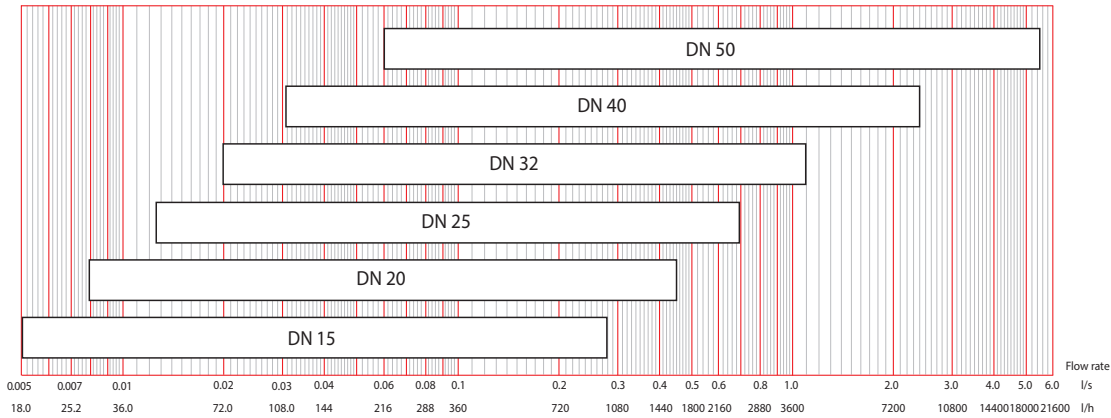 DN 50
DN 40
DN 32
DN 25
DN 20
DN 15
Flow rate
0.005 0.007 0.01 0.02 0.03 0.04 0.06 0.08 0.1 0.2 0.3 0.4 0.5 0.6 0.8 1.0 2.0 3.0 4.0 5.0 6.0 l/s
18.0 25.2 36.0 72.0 108.0 144 216 288 360 720 1080 1440 1800 2160 2880 3600 7200 10800 14400 18000 21600 l/h